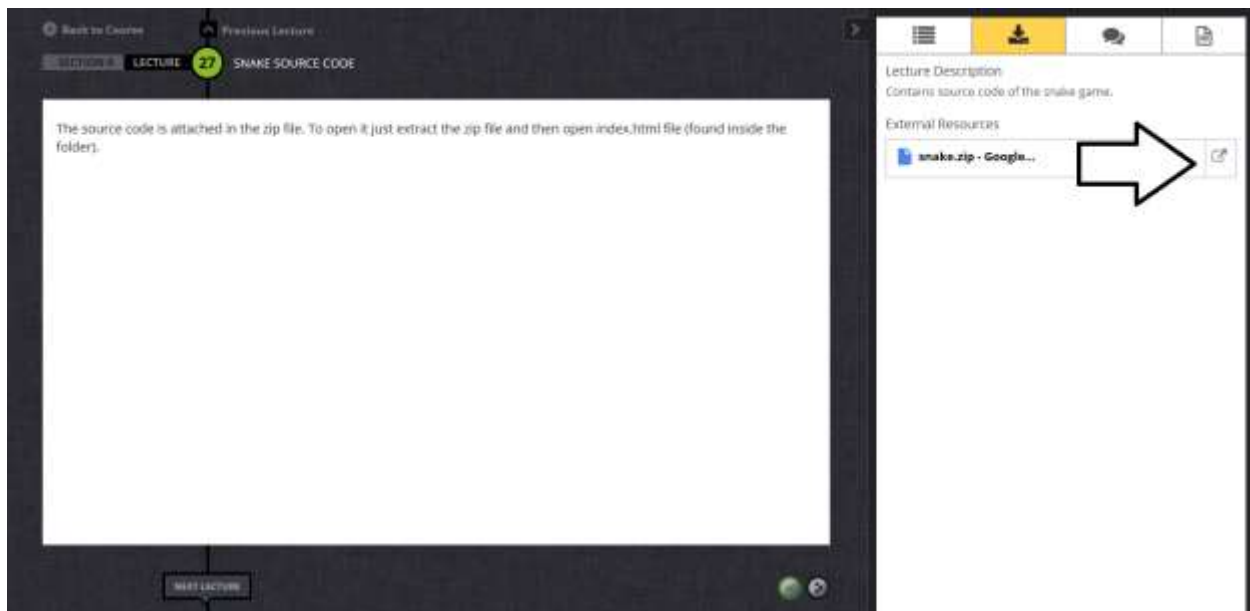 Back to Course
Previous Lecture
LECTURE 27 SNAKE SOURCE CODE
The source code is attached in the zip file. To open it just extract the zip file and then open index.html file (found inside the
folder).
NEXT LECTURE
Lecture Description
Contains source code of the snake game.
External Resources
snake.zip - Google...